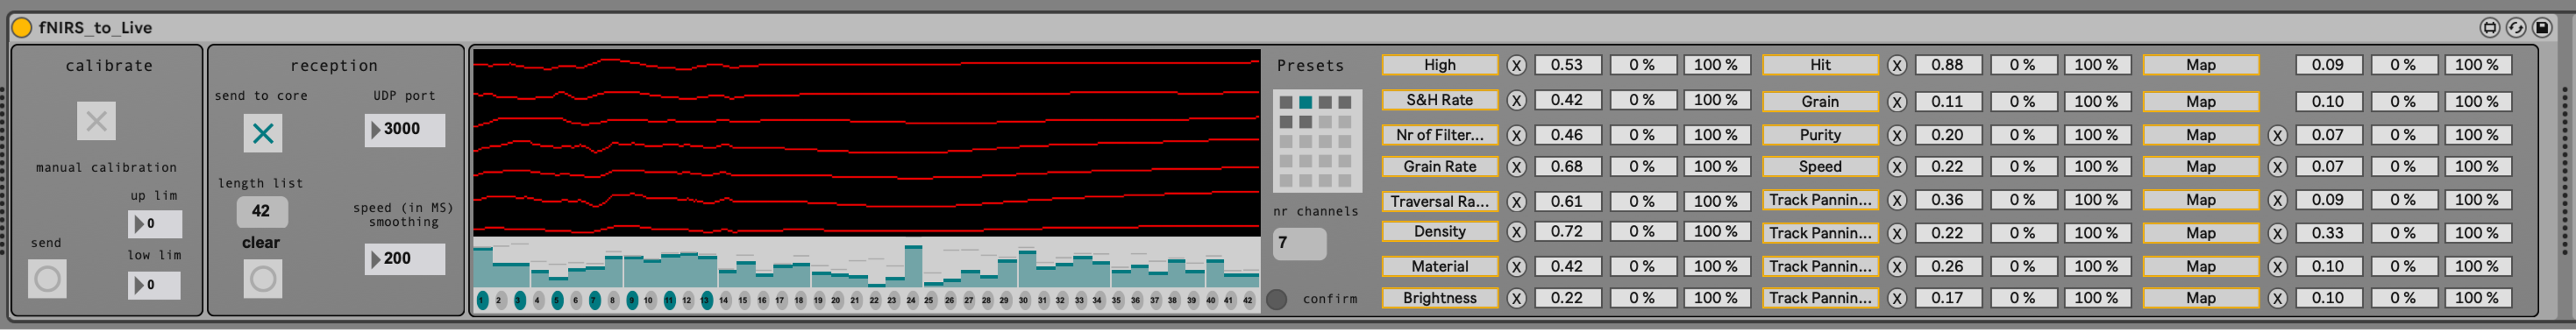 fNIRS_to_Live
calibrate
X
manual calibration
up lim
0
send
low lim
0
reception
send to core
UDP port
X
3000
length list
42
speed (in MS)
smoothing
clear
200
1 2 3 4 5 6 7 8 9 10 11 12 13 14 15 16 17 18 19 20 21 22 23 24 25 26 27 28 29 30 31 32 33 34 35 36 37 38 39 40 41 42
Presets
nr channels
7
confirm
High X 0.53 0 % 100 % Hit X 0.88 0 % 100 % Map 0.09 0 % 100 %
S&H Rate X 0.42 0 % 100 % Grain X 0.11 0 % 100 % Map 0.10 0 % 100 %
Nr of Filter... X 0.46 0 % 100 % Purity X 0.20 0 % 100 % Map X 0.07 0 % 100 %
Grain Rate X 0.68 0 % 100 % Speed X 0.22 0 % 100 % Map X 0.07 0 % 100 %
Traversal Ra... X 0.61 0 % 100 % Track Pannin... X 0.36 0 % 100 % Map X 0.09 0 % 100 %
Density X 0.72 0 % 100 % Track Pannin... X 0.22 0 % 100 % Map X 0.33 0 % 100 %
Material X 0.42 0 % 100 % Track Pannin... X 0.26 0 % 100 % Map X 0.10 0 % 100 %
Brightness X 0.22 0 % 100 % Track Pannin... X 0.17 0 % 100 % Map X 0.10 0 % 100 %